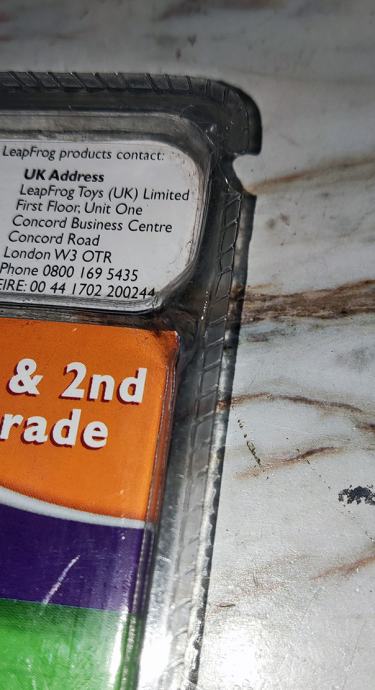 LeapFrog products contact:
UK Address
LeapFrog Toys (UK) Limited
First Floor, Unit One
Concord Business Centre
Concord Road
London W3 OTR
Phone 0800 169 5435
EIRE: 00 44 1702 200244
& 2nd
rade